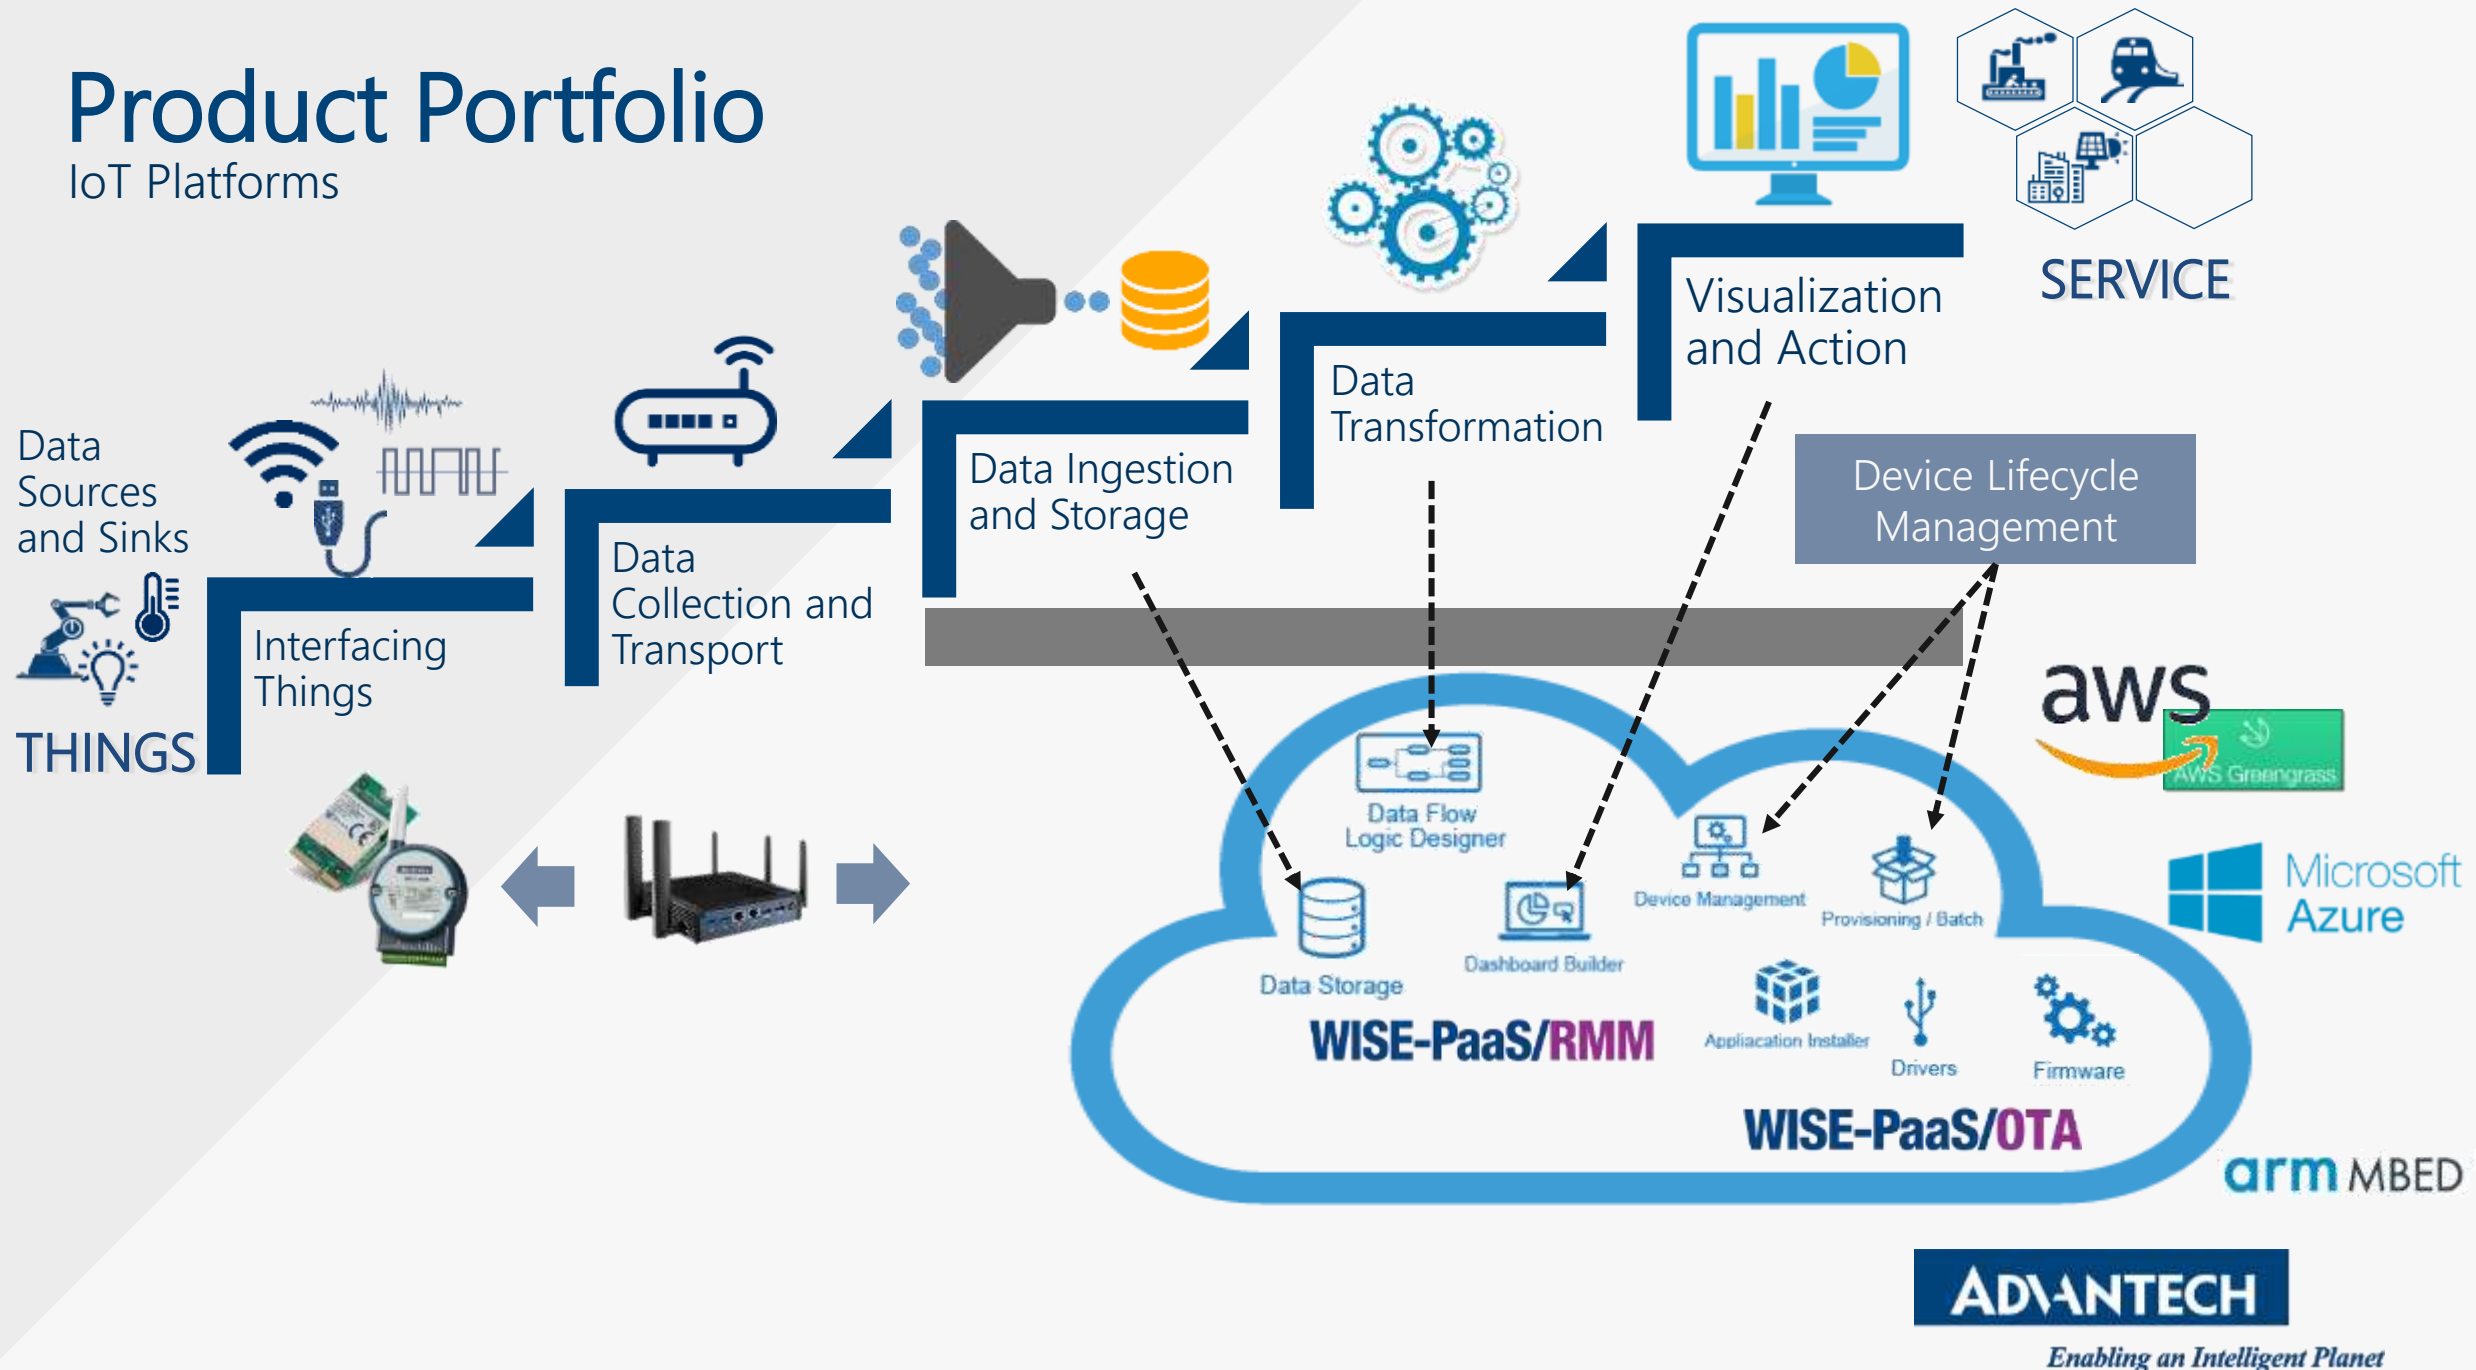 Product Portfolio
IoT Platforms
Data
Sources
and Sinks
THINGS
Interfacing
Things
Data
Collection and
Transport
Data Ingestion
and Storage
Data
Transformation
Visualization
and Action
SERVICE
Device Lifecycle
Management
Data Flow
Logic Designer
Data Storage
Dashboard Builder
WISE-PaaS/RMM
Device Management
Provisioning / Batch
Appliacation Installer
Drivers
Firmware
WISE-PaaS/OTA
aws
AWS Greengrass
Microsoft
Azure
arm MBED
ADVANTECH
Enabling an Intelligent Planet